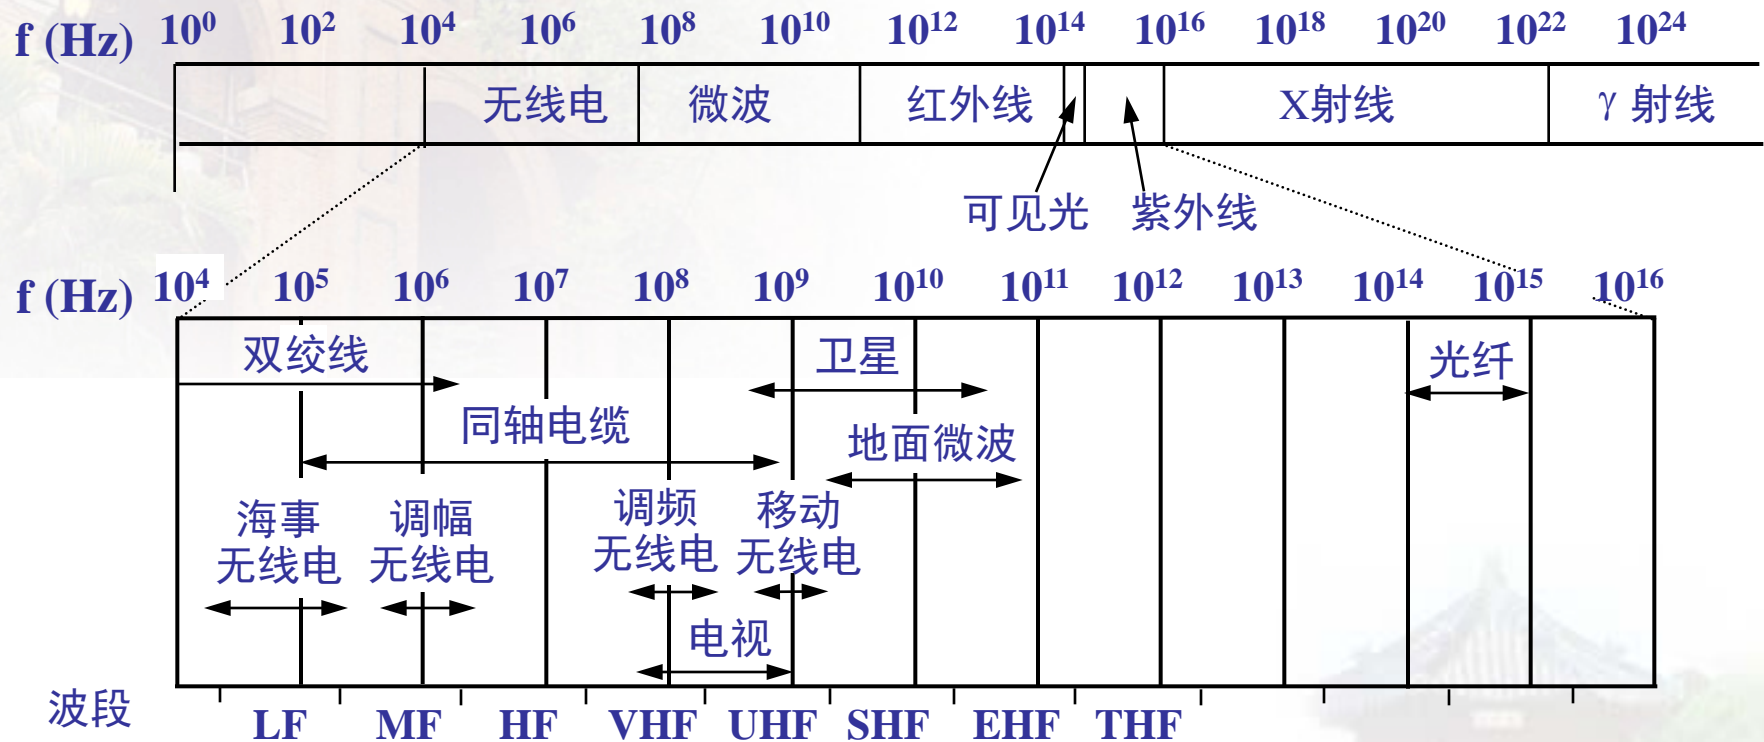 f (Hz) 10⁰ 10² 10⁴ 10⁶ 10⁸ 10¹⁰ 10¹² 10¹⁴ 10¹⁶ 10¹⁸ 10²⁰ 10²² 10²⁴
无线电 微波 红外线 X射线 γ 射线
可见光 紫外线
f (Hz) 10⁴ 10⁵ 10⁶ 10⁷ 10⁸ 10⁹ 10¹⁰ 10¹¹ 10¹² 10¹³ 10¹⁴ 10¹⁵ 10¹⁶
双绞线 卫星 光纤
同轴电缆 地面微波
海事 调幅 调频 移动
无线电 无线电 无线电 无线电
电视
波段 LF MF HF VHF UHF SHF EHF THF